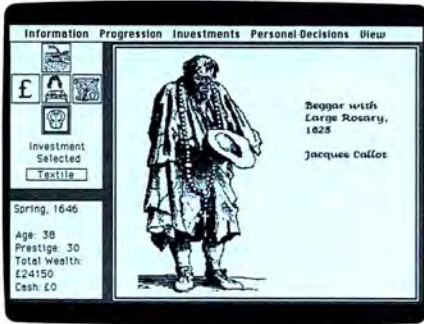 Information Progression Investments Personal Decisions View
£
Investment
Selected
Textile
Spring, 1646
Age: 38
Prestige: 30
Total Wealth:
£24150
Cash: £0
Beggar with
Large Rosary,
1623
Jacques Callot